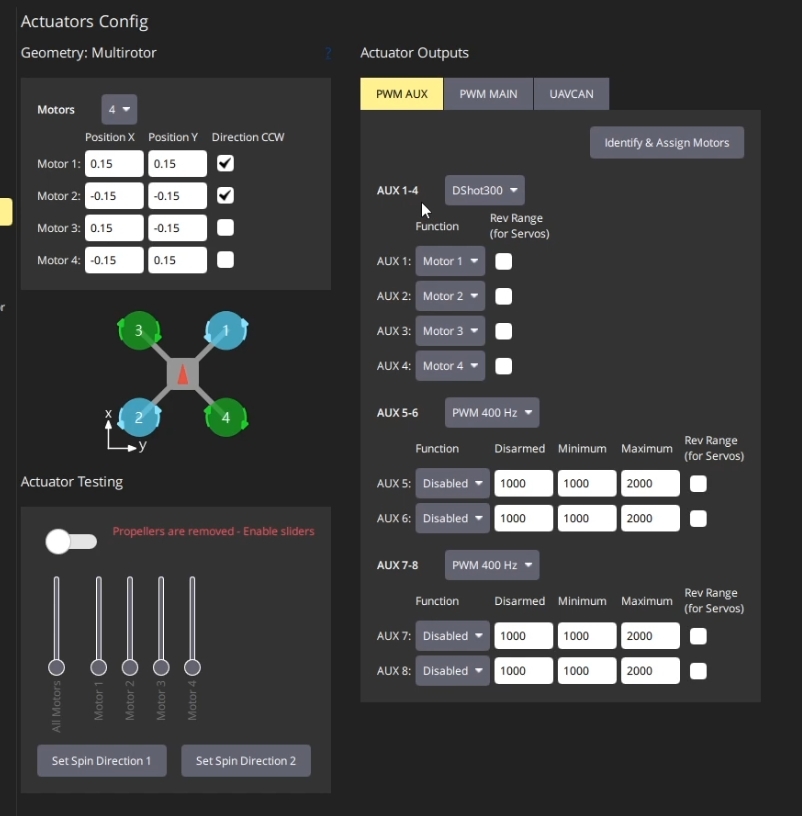 Actuators Config
Geometry: Multirotor ?
Motors 4
Position X Position Y Direction CCW
Motor 1: 0.15 0.15
Motor 2: -0.15 -0.15
Motor 3: 0.15 -0.15
Motor 4: -0.15 0.15
3 1
2 4
x
y
Actuator Testing
Propellers are removed - Enable sliders
All Motors
Motor 1
Motor 2
Motor 3
Motor 4
Set Spin Direction 1 Set Spin Direction 2
Actuator Outputs
PWM AUX PWM MAIN UAVCAN
Identify & Assign Motors
AUX 1-4 DShot300
Function Rev Range
(for Servos)
AUX 1: Motor 1
AUX 2: Motor 2
AUX 3: Motor 3
AUX 4: Motor 4
AUX 5-6 PWM 400 Hz
Function Disarmed Minimum Maximum Rev Range
(for Servos)
AUX 5: Disabled 1000 1000 2000
AUX 6: Disabled 1000 1000 2000
AUX 7-8 PWM 400 Hz
Function Disarmed Minimum Maximum Rev Range
(for Servos)
AUX 7: Disabled 1000 1000 2000
AUX 8: Disabled 1000 1000 2000